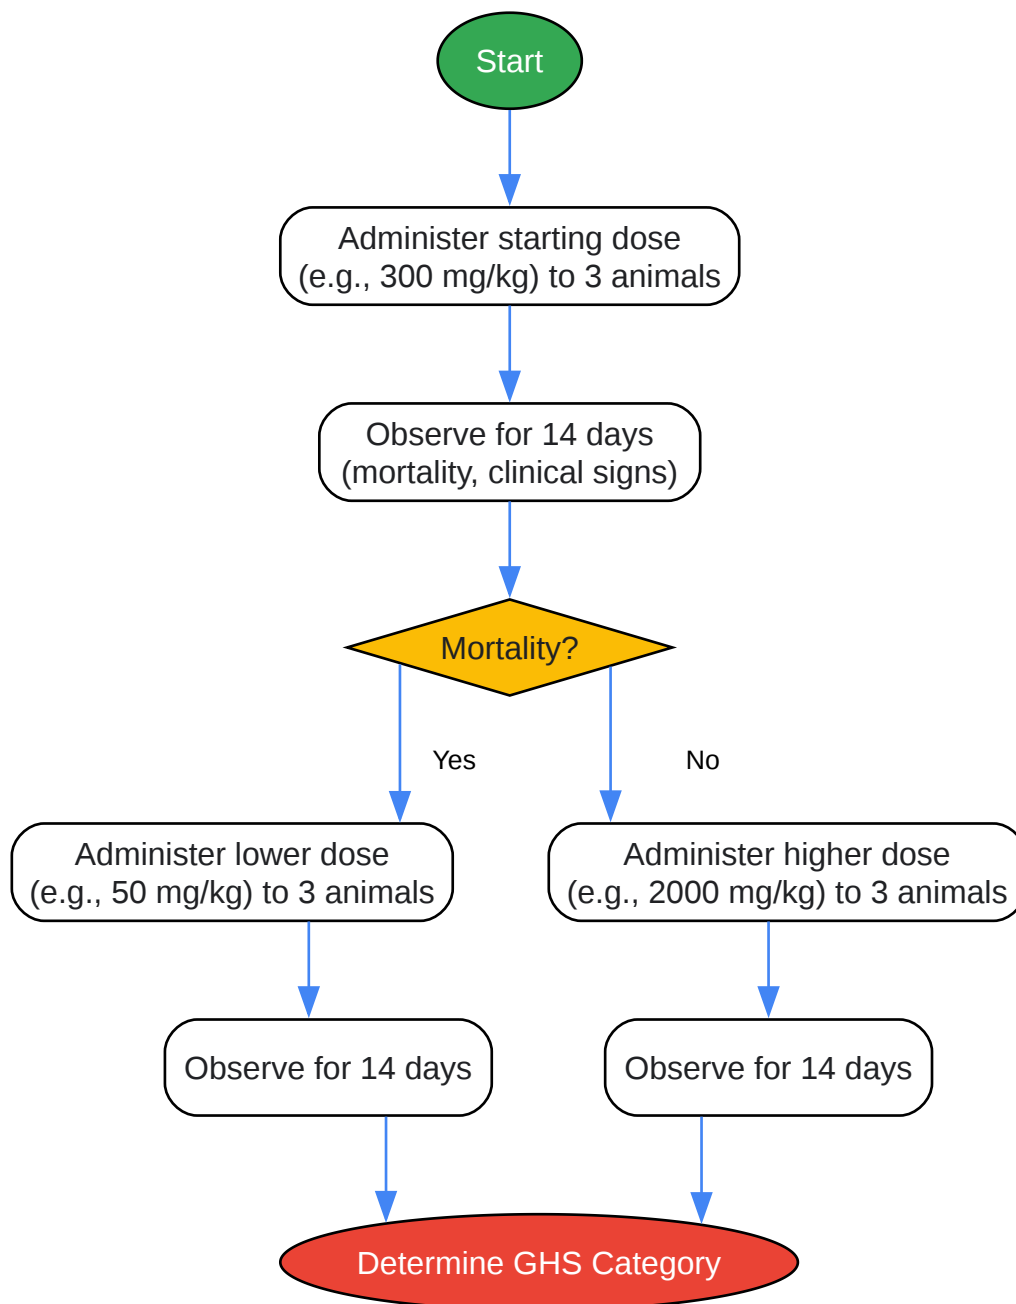 Start
Administer starting dose
(e.g., 300 mg/kg) to 3 animals
Observe for 14 days
(mortality, clinical signs)
Mortality?
Yes
No
Administer lower dose
(e.g., 50 mg/kg) to 3 animals
Administer higher dose
(e.g., 2000 mg/kg) to 3 animals
Observe for 14 days
Observe for 14 days
Determine GHS Category